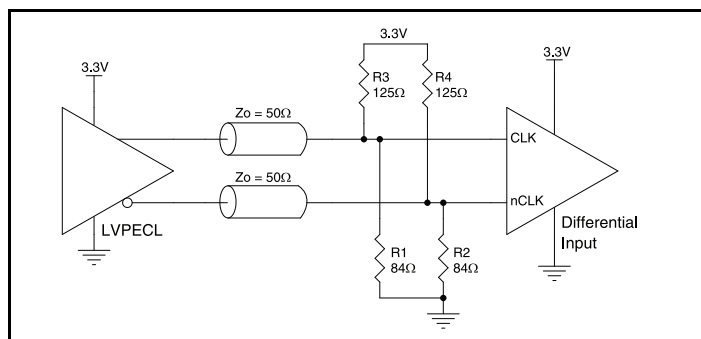 3.3V
3.3V
3.3V
R3
125Ω
R4
125Ω
Zo = 50Ω
CLK
Zo = 50Ω
nCLK
LVPECL
Differential
Input
R1
84Ω
R2
84Ω